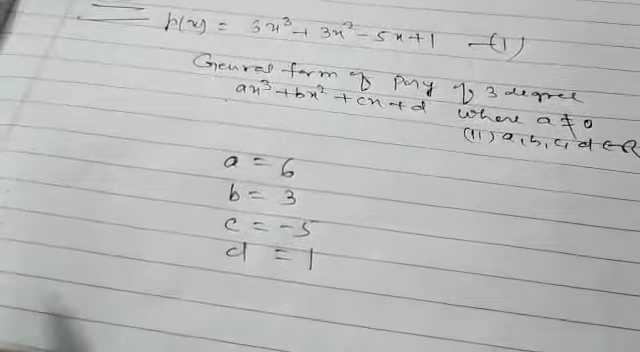 p(x) = 6x³ + 3x² - 5x + 1 —(1)
General form of Poly of 3 degree
ax³ + bx² + cx + d where a ≠ 0
(11) a, b, c, d ∈ R
a = 6
b = 3
c = -5
d = 1